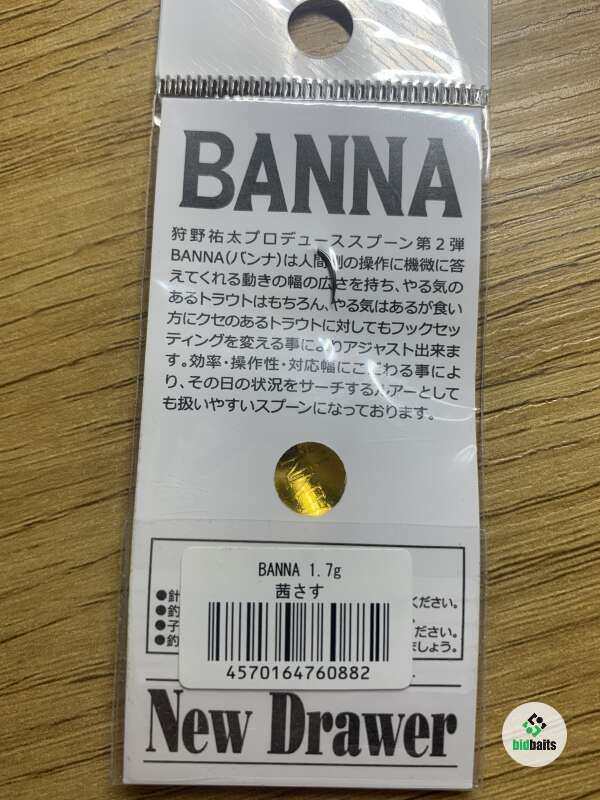 BANNA
狩野祐太プロデューススプーン第2弾
BANNA(バンナ)は人間側の操作に機微に答
えてくれる動きの幅の広さを持ち、やる気の
あるトラウトはもちろん、やる気はあるが食い
方にクセのあるトラウトに対してもフックセッ
ティングを変える事によりアジャスト出来ま
す。効率・操作性・対応幅にこだわる事によ
り、その日の状況をサーチするルアーとして
も扱いやすいスプーンになっております。
BANNA 1.7g
茜さす
●針
ください。
●釣
●子
ださい。
●釣
ましょう。
4570164760882
New Drawer
bidbaits